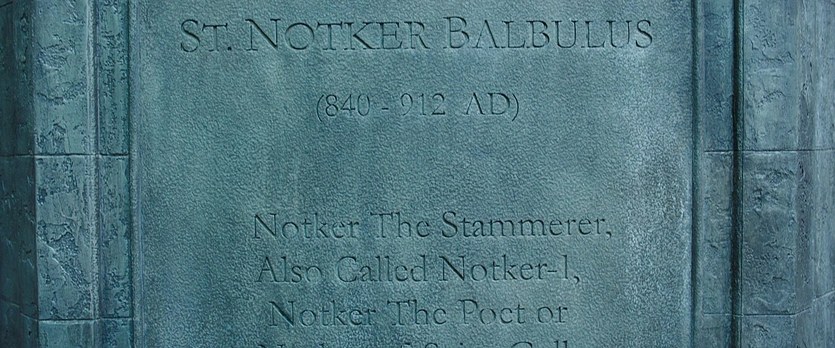 ST. NOTKER BALBULUS
(840 - 912 AD)
Notker The Stammerer,
Also Called Notker-1,
Notker The Poet or